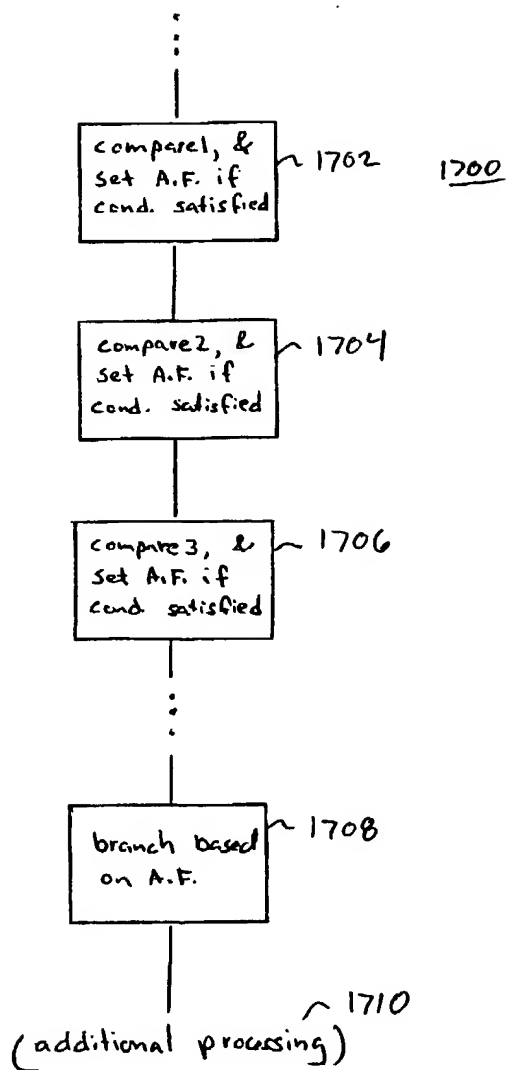 compare1, &
set A.F. if
cond. satisfied
1702
1700
compare2, &
set A.F. if
cond. satisfied
1704
compare3, &
set A.F. if
cond. satisfied
1706
branch based
on A.F.
1708
1710
(additional processing)